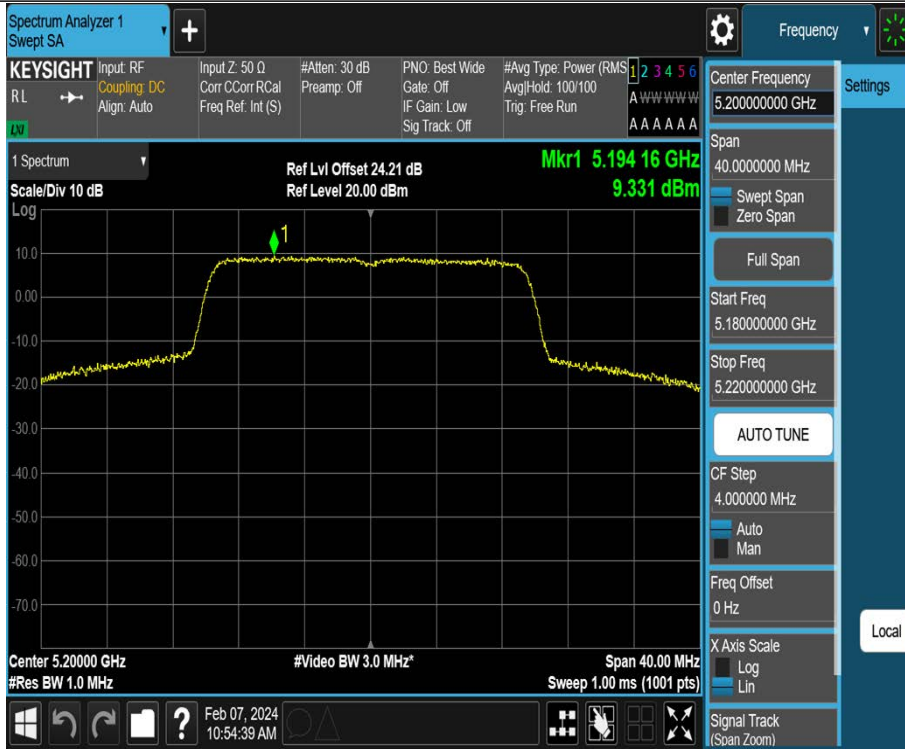 Spectrum Analyzer 1
Swept SA
+
Frequency
KEYSIGHT
RL
LXI
Input: RF
Coupling: DC
Align: Auto
Input Z: 50 Ω
Corr CCorr RCal
Freq Ref: Int (S)
#Atten: 30 dB
Preamp: Off
PNO: Best Wide
Gate: Off
IF Gain: Low
Sig Track: Off
#Avg Type: Power (RMS
Avg|Hold: 100/100
Trig: Free Run
1 2 3 4 5 6
A W W W W W
A A A A A A
Center Frequency
5.200000000 GHz
Settings
Span
40.0000000 MHz
Swept Span
Zero Span
Full Span
Start Freq
5.180000000 GHz
Stop Freq
5.220000000 GHz
AUTO TUNE
CF Step
4.000000 MHz
Auto
Man
Freq Offset
0 Hz
X Axis Scale
Log
Lin
Local
Signal Track
(Span Zoom)
1 Spectrum
Scale/Div 10 dB
Ref Lvl Offset 24.21 dB
Ref Level 20.00 dBm
Mkr1 5.194 16 GHz
9.331 dBm
Log
1
10.0
0.00
-10.0
-20.0
-30.0
-40.0
-50.0
-60.0
-70.0
Center 5.20000 GHz
#Res BW 1.0 MHz
#Video BW 3.0 MHz*
Span 40.00 MHz
Sweep 1.00 ms (1001 pts)
?
Feb 07, 2024
10:54:39 AM